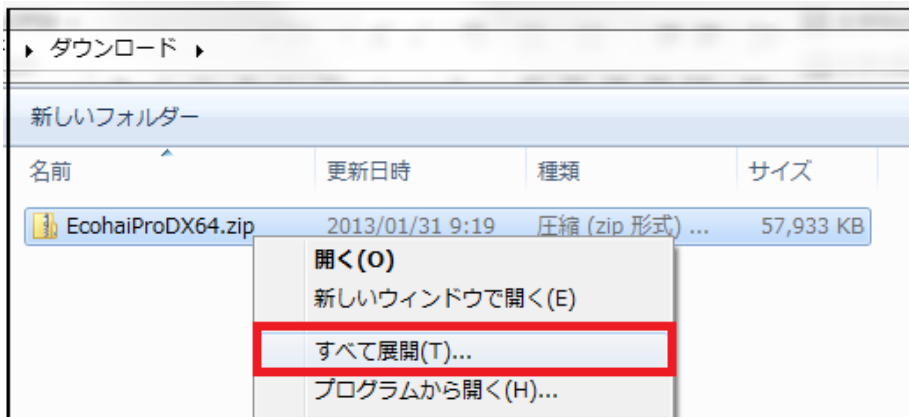 ダウンロード
新しいフォルダー
名前 更新日時 種類 サイズ
EcohaiProDX64.zip 2013/01/31 9:19 圧縮 (zip 形式) ... 57,933 KB
開く(O)
新しいウィンドウで開く(E)
すべて展開(T)...
プログラムから開く(H)...